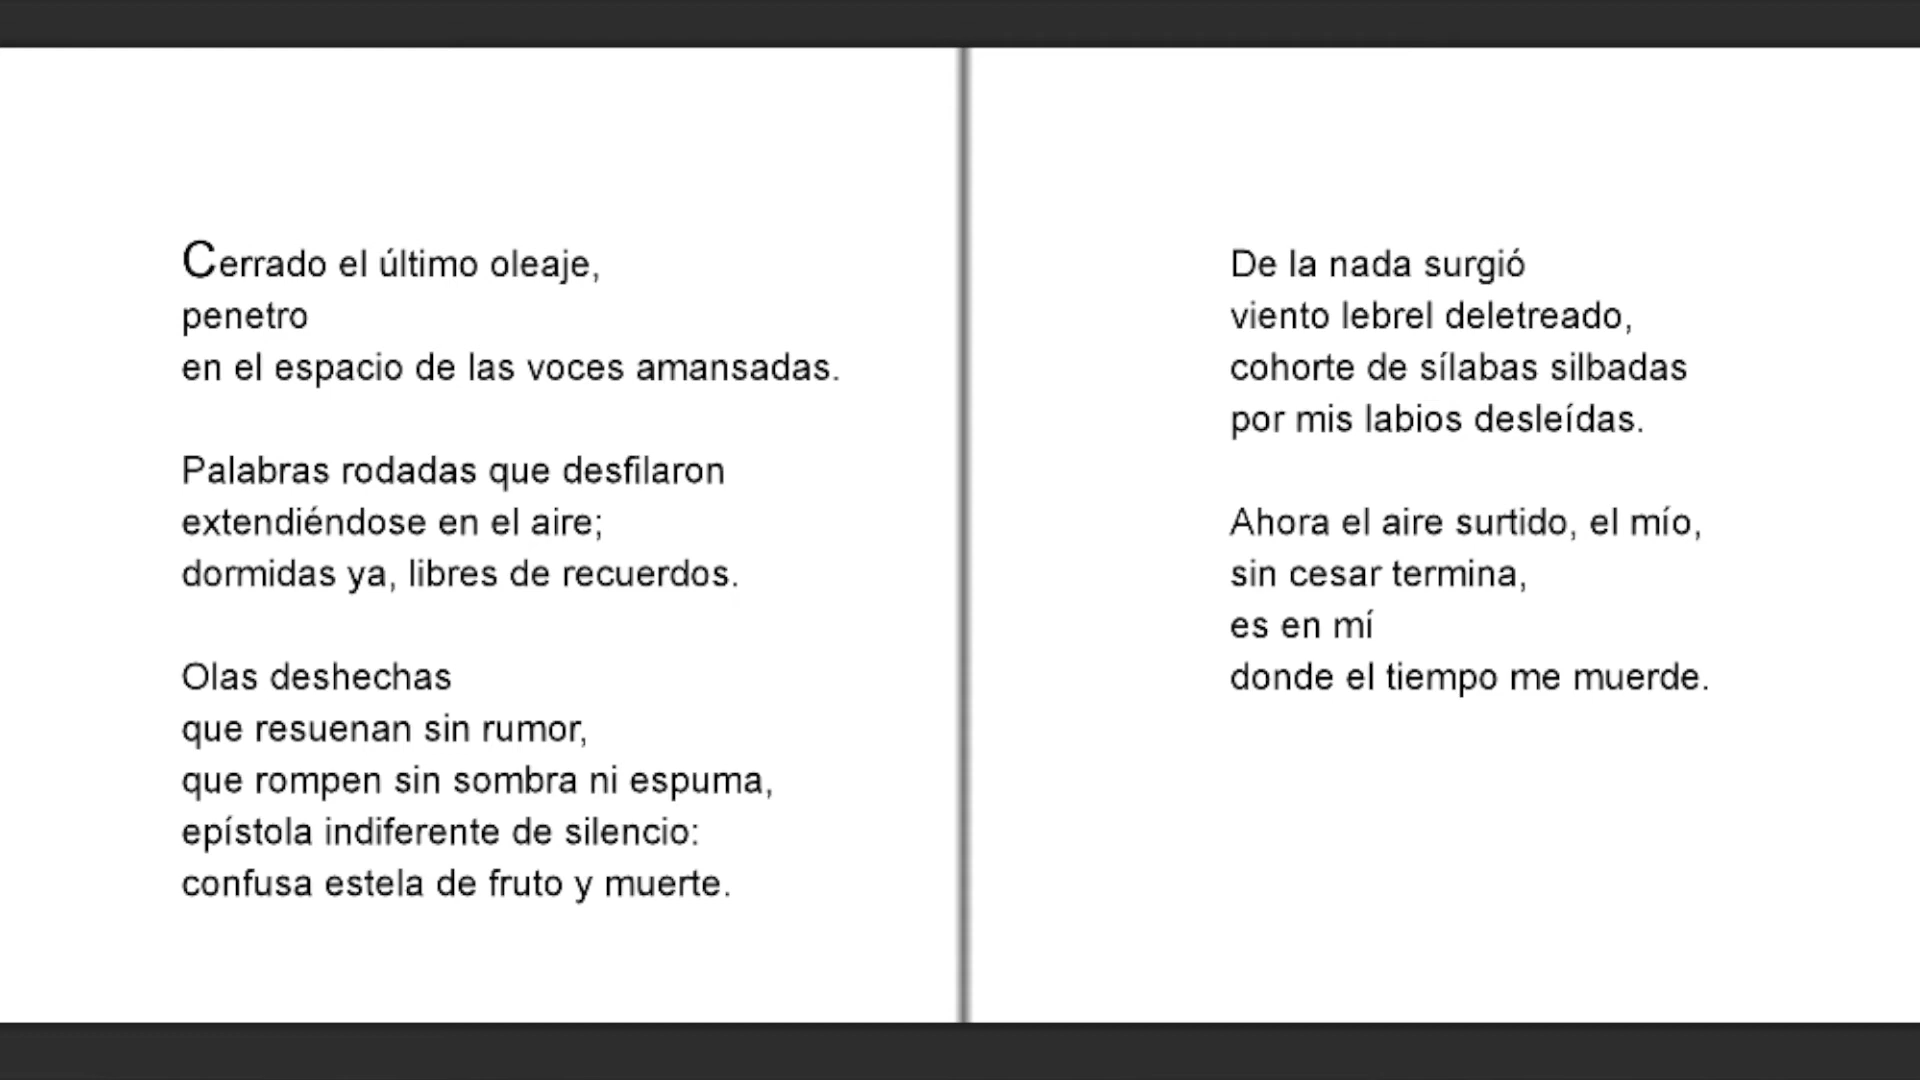 Cerrado el último oleaje,
penetro
en el espacio de las voces amansadas.
Palabras rodadas que desfilaron
extendiéndose en el aire;
dormidas ya, libres de recuerdos.
Olas deshechas
que resuenan sin rumor,
que rompen sin sombra ni espuma,
epístola indiferente de silencio:
confusa estela de fruto y muerte.
De la nada surgió
viento lebrel deletreado,
cohorte de sílabas silbadas
por mis labios desleídas.
Ahora el aire surtido, el mío,
sin cesar termina,
es en mí
donde el tiempo me muerde.